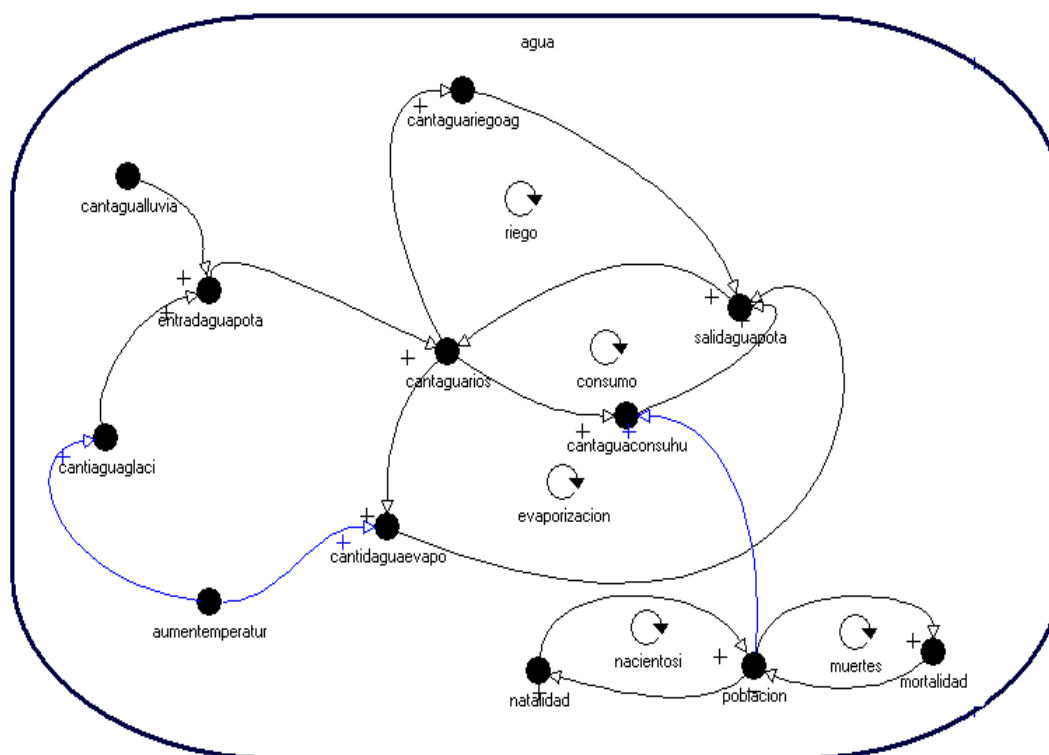 agua
cantaguariegoag
cantagualluvia
riego
entradaguapota
salidaguapota
cantaguarios
consumo
cantaguaconsuhu
cantiaguaglaci
evaporizacion
cantidaguaevapo
aumentemperatur
nacientosi
muertes
natalidad
poblacion
mortalidad